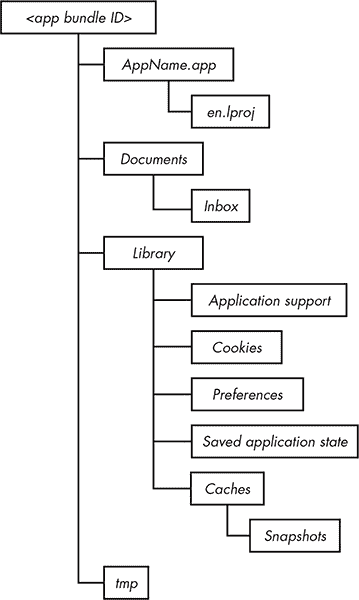 <app bundle ID>
AppName.app
en.lproj
Documents
Inbox
Library
Application support
Cookies
Preferences
Saved application state
Caches
Snapshots
tmp